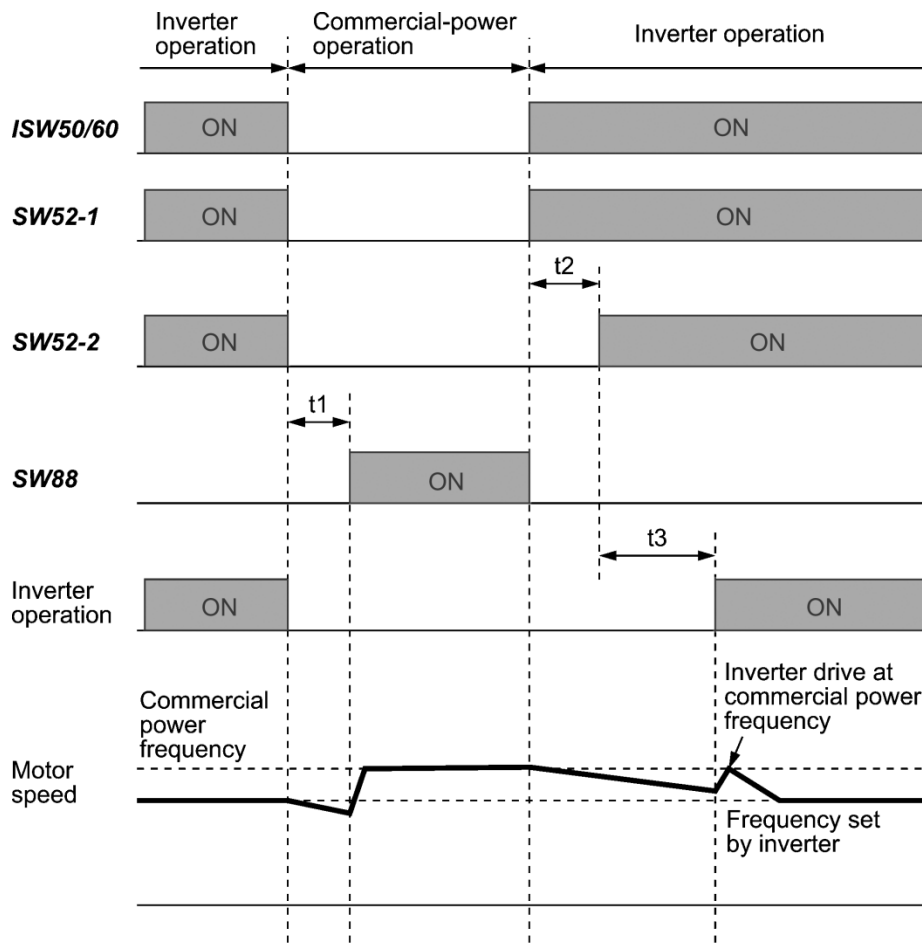 Inverter
operation
Commercial-power
operation
Inverter operation
ISW50/60
ON
ON
SW52-1
ON
ON
t2
SW52-2
ON
ON
t1
SW88
ON
t3
Inverter
operation
ON
ON
Commercial
power
frequency
Inverter drive at
commercial power
frequency
Motor
speed
Frequency set
by inverter